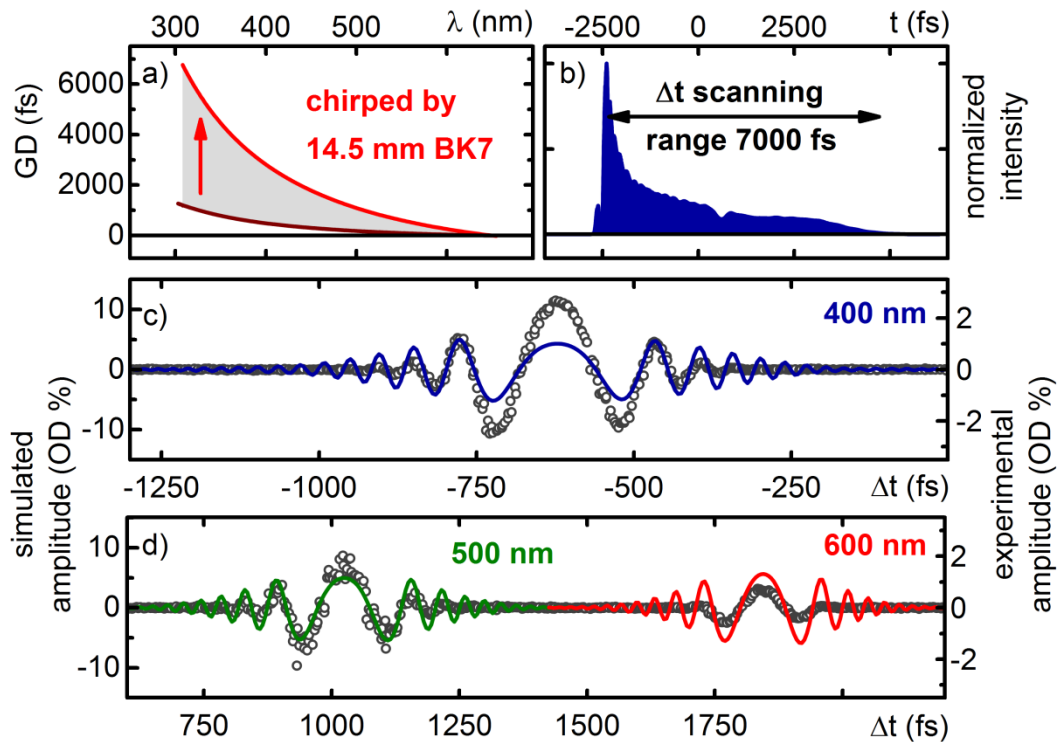 300 400 500 λ (nm)
-2500 0 2500 t (fs)
GD (fs)
6000
4000
2000
0
a)
chirped by
14.5 mm BK7
b)
Δt scanning
range 7000 fs
normalized
intensity
c)
400 nm
10
0
-10
2
0
-2
-1250 -1000 -750 -500 -250 Δt (fs)
simulated
amplitude (OD %)
experimental
amplitude (OD %)
d)
500 nm
600 nm
10
0
-10
2
0
-2
750 1000 1250 1500 1750 Δt (fs)